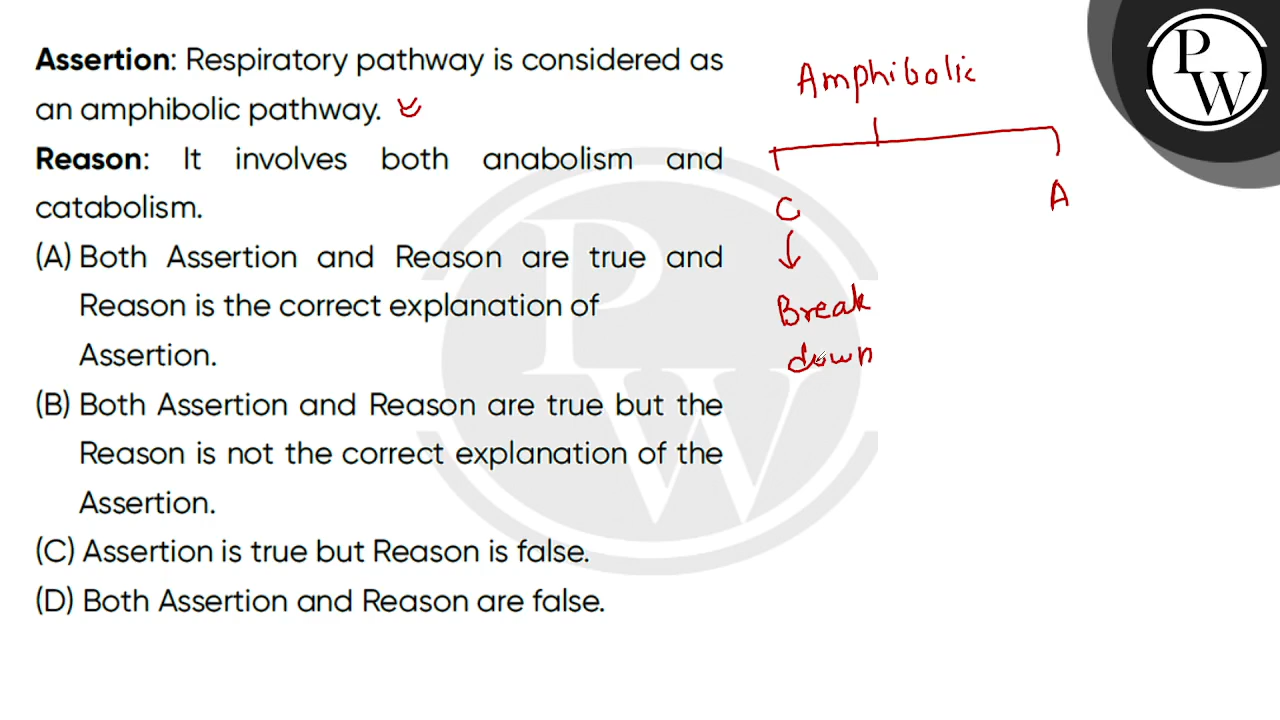 Assertion: Respiratory pathway is considered as
an amphibolic pathway.
Reason: It involves both anabolism and
catabolism.
(A) Both Assertion and Reason are true and
Reason is the correct explanation of
Assertion.
(B) Both Assertion and Reason are true but the
Reason is not the correct explanation of the
Assertion.
(C) Assertion is true but Reason is false.
(D) Both Assertion and Reason are false.
Amphibolic
C A
Break
down
P
W
P
W